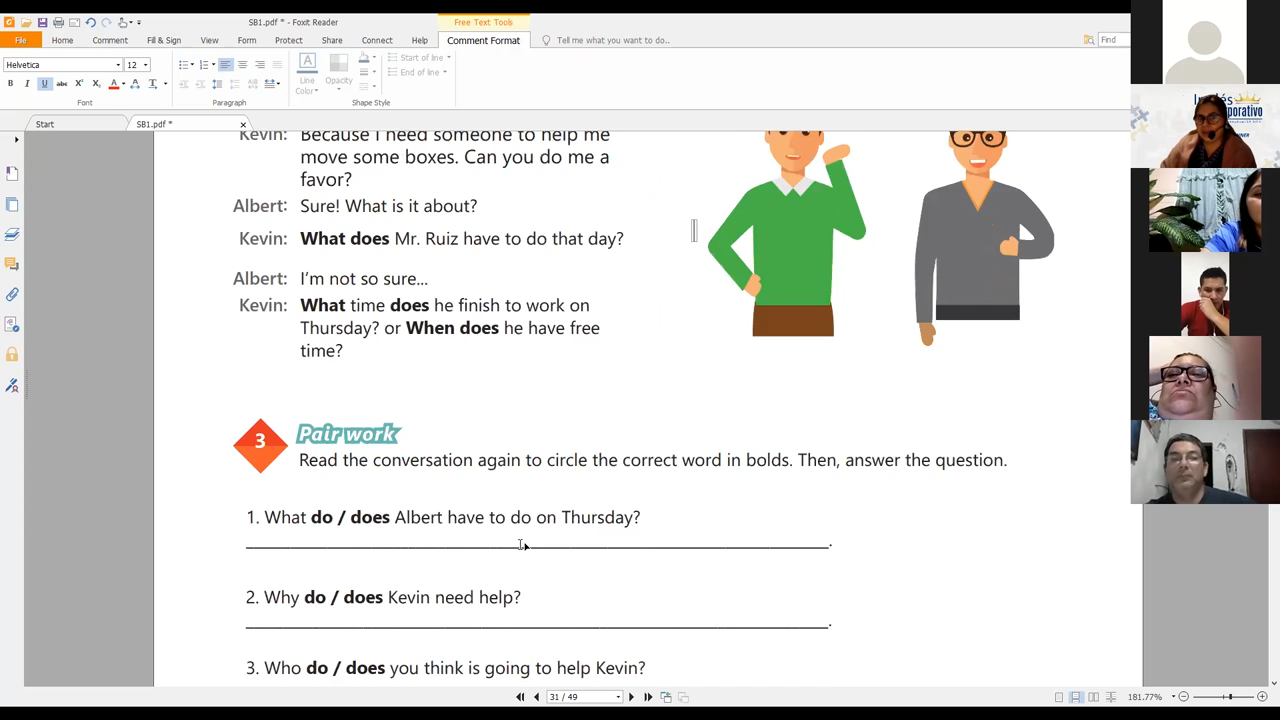 SB1.pdf * - Foxit Reader
Free Text Tools
File Home Comment Fill & Sign View Form Protect Share Connect Help Comment Format Tell me what you want to do.. Find
Helvetica 12
Line Color Opacity Start of line End of line
Font Paragraph Shape Style
Start SB1.pdf *
Kevin: Because I need someone to help me
move some boxes. Can you do me a
favor?
Albert: Sure! What is it about?
Kevin: What does Mr. Ruiz have to do that day?
Albert: I'm not so sure...
Kevin: What time does he finish to work on
Thursday? or When does he have free
time?
3 Pair work
Read the conversation again to circle the correct word in bolds. Then, answer the question.
1. What do / does Albert have to do on Thursday?
2. Why do / does Kevin need help?
3. Who do / does you think is going to help Kevin?
31 / 49
181.77%